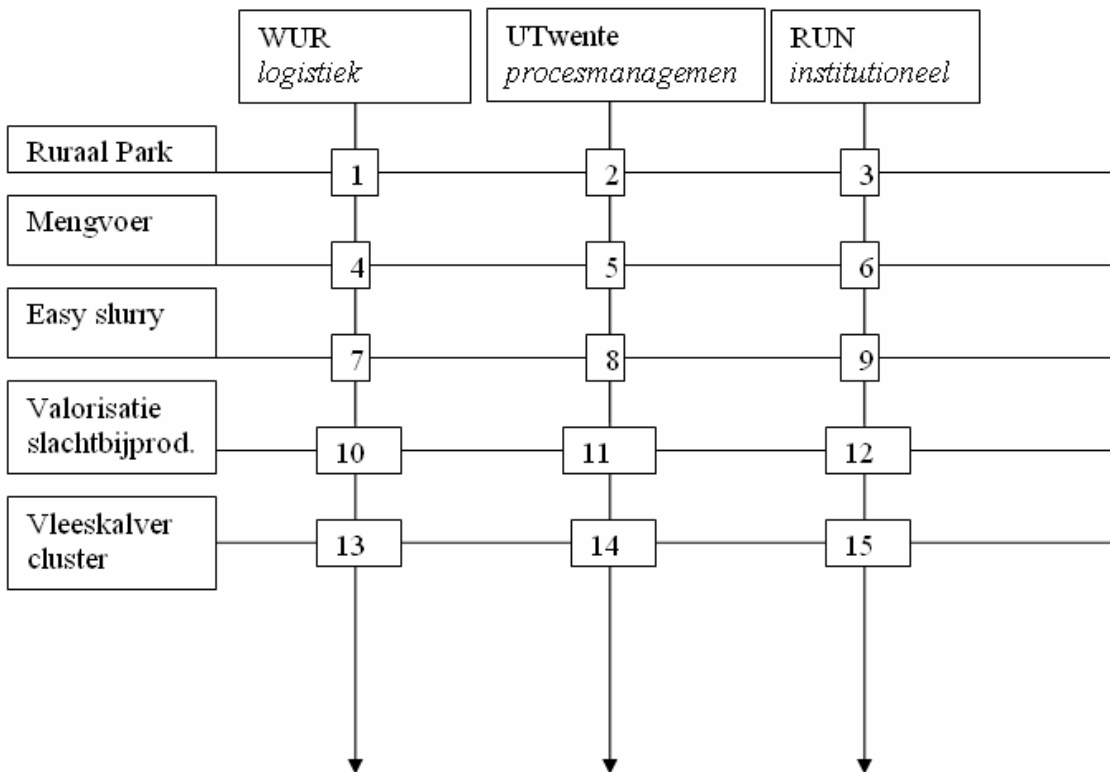 WUR
logistiek
UTwente
procesmanagemen
RUN
institutioneel
Ruraal Park
1
2
3
Mengvoer
4
5
6
Easy slurry
7
8
9
Valorisatie
slachtbijprod.
10
11
12
Vleeskalver
cluster
13
14
15